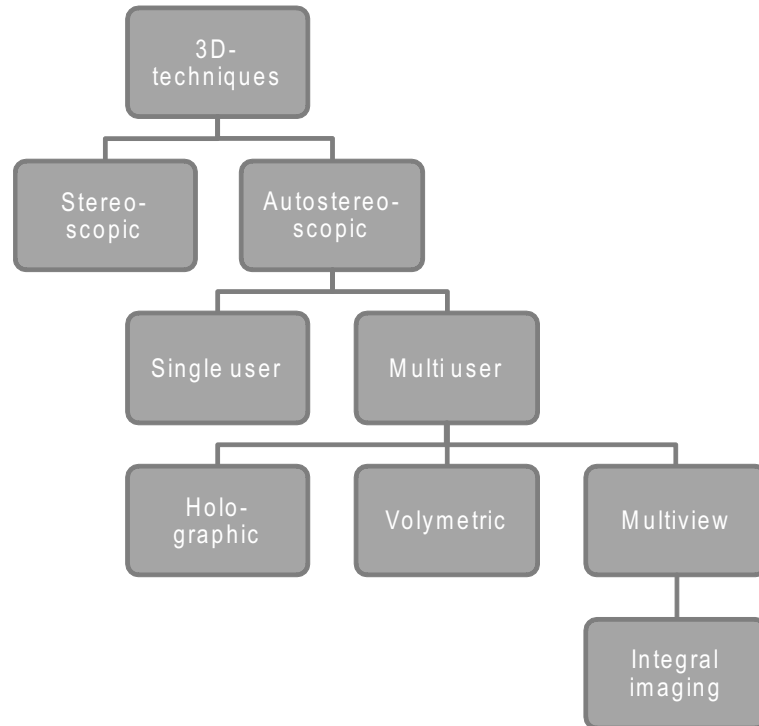 3D-
techniques
Stereo-
scopic
Autostereo-
scopic
Single user
Multi user
Holo-
graphic
Volymetric
Multiview
Integral
imaging